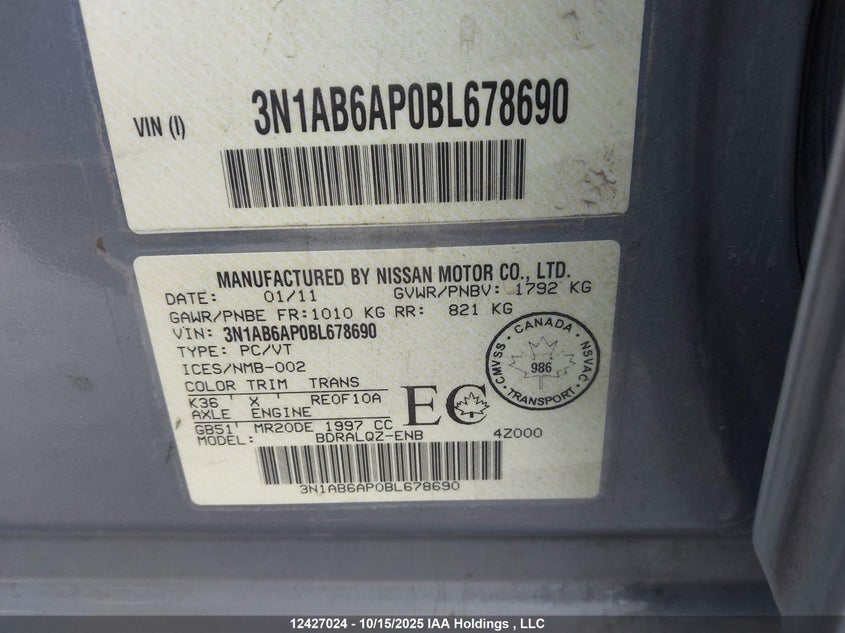 VIN (I) 3N1AB6AP0BL678690
MANUFACTURED BY NISSAN MOTOR CO., LTD.
DATE: 01/11 GVWR/PNBV: 1792 KG
GAWR/PNBE FR:1010 KG RR: 821 KG
VIN: 3N1AB6AP0BL678690
TYPE: PC/VT
ICES/NMB-002
COLOR TRIM TRANS
K36 X RE0F10A
AXLE ENGINE
GB51 MR20DE 1997 CC
MODEL: BDRALQZ-ENB 4Z000
EC
CANADA
CMVSS NSVAC
986
TRANSPORT
3N1AB6AP0BL678690
12427024 - 10/15/2025 IAA Holdings , LLC